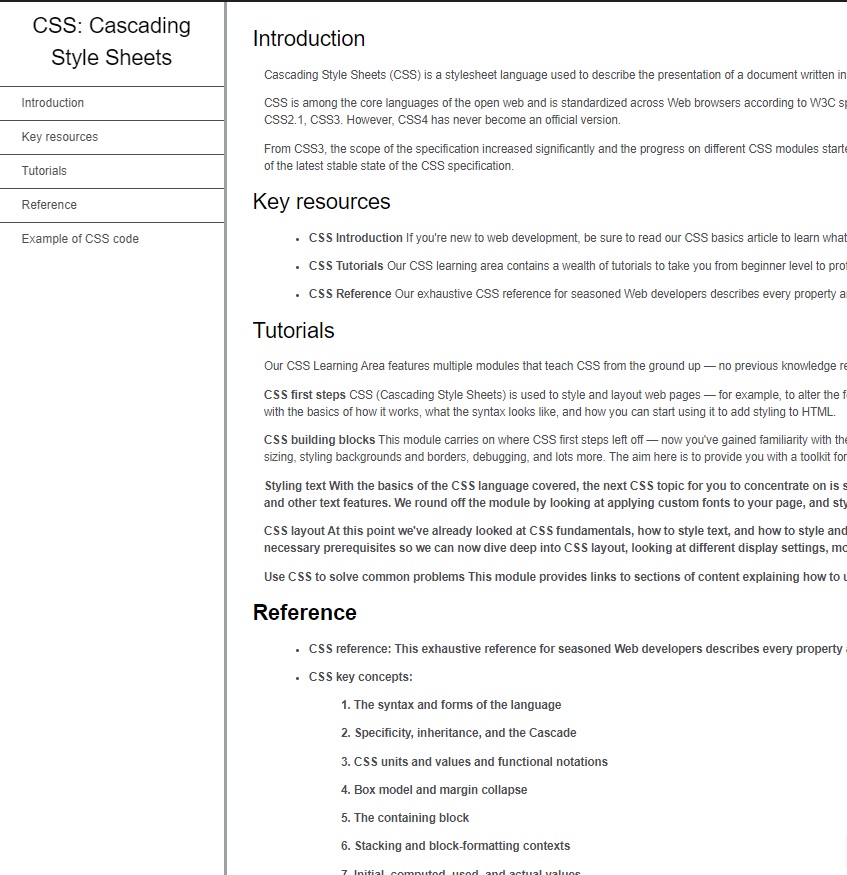 CSS: Cascading
Style Sheets
Introduction
Key resources
Tutorials
Reference
Example of CSS code
Introduction
Cascading Style Sheets (CSS) is a stylesheet language used to describe the presentation of a document written in
CSS is among the core languages of the open web and is standardized across Web browsers according to W3C
CSS2.1, CSS3. However, CSS4 has never become an official version.
From CSS3, the scope of the specification increased significantly and the progress on different CSS modules
of the latest stable state of the CSS specification.
Key resources
• CSS Introduction If you're new to web development, be sure to read our CSS basics article to learn what
• CSS Tutorials Our CSS learning area contains a wealth of tutorials to take you from beginner level to
• CSS Reference Our exhaustive CSS reference for seasoned Web developers describes every property
Tutorials
Our CSS Learning Area features multiple modules that teach CSS from the ground up — no previous knowledge
CSS first steps CSS (Cascading Style Sheets) is used to style and layout web pages — for example, to alter the
with the basics of how it works, what the syntax looks like, and how you can start using it to add styling to HTML.
CSS building blocks This module carries on where CSS first steps left off — now you've gained familiarity with the
sizing, styling backgrounds and borders, debugging, and lots more. The aim here is to provide you with a toolkit for
Styling text With the basics of the CSS language covered, the next CSS topic for you to concentrate on is
and other text features. We round off the module by looking at applying custom fonts to your page, and
CSS layout At this point we've already looked at CSS fundamentals, how to style text, and how to style and
necessary prerequisites so we can now dive deep into CSS layout, looking at different display settings,
Use CSS to solve common problems This module provides links to sections of content explaining how to
Reference
• CSS reference: This exhaustive reference for seasoned Web developers describes every property
• CSS key concepts:
1. The syntax and forms of the language
2. Specificity, inheritance, and the Cascade
3. CSS units and values and functional notations
4. Box model and margin collapse
5. The containing block
6. Stacking and block-formatting contexts
7. Initial, computed, used, and actual values